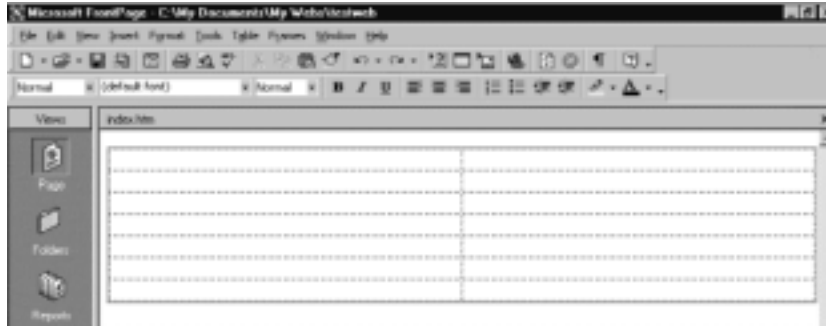 Microsoft FrontPage - C:\My Documents\My Webs\testweb
File Edit View Insert Format Tools Table Frames Window Help
Normal (default font) Normal B I U A
Views index.htm
Page
Folders
Reports